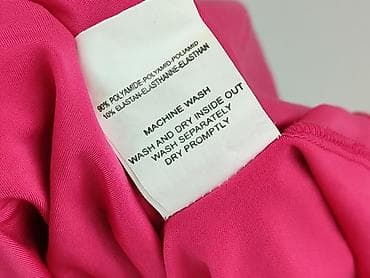 90% POLYAMIDE-POLYAMID-POLIAMID
10% ELASTAN-ELASTHANNE-ELASTHAN
MACHINE WASH
WASH AND DRY INSIDE OUT
WASH SEPARATELY
DRY PROMPTLY